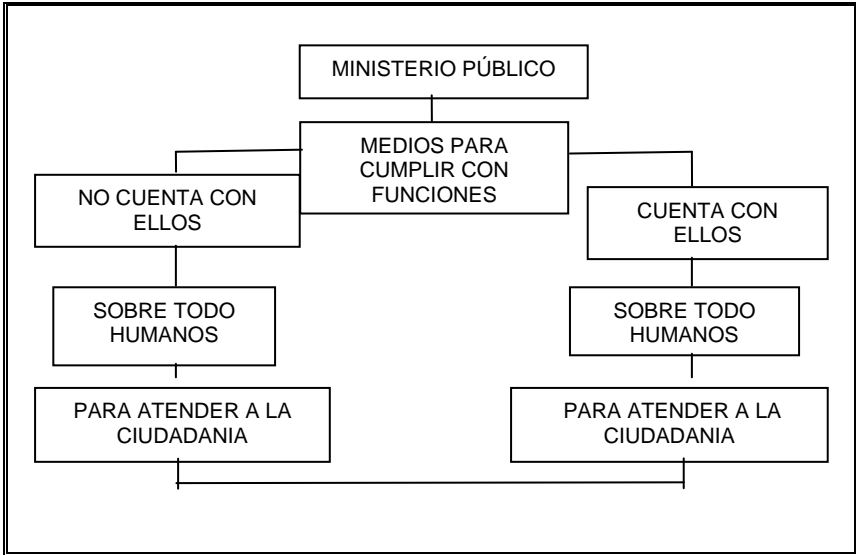 MINISTERIO PÚBLICO
MEDIOS PARA
CUMPLIR CON
FUNCIONES
NO CUENTA CON
ELLOS
CUENTA CON
ELLOS
SOBRE TODO
HUMANOS
SOBRE TODO
HUMANOS
PARA ATENDER A LA
CIUDADANIA
PARA ATENDER A LA
CIUDADANIA